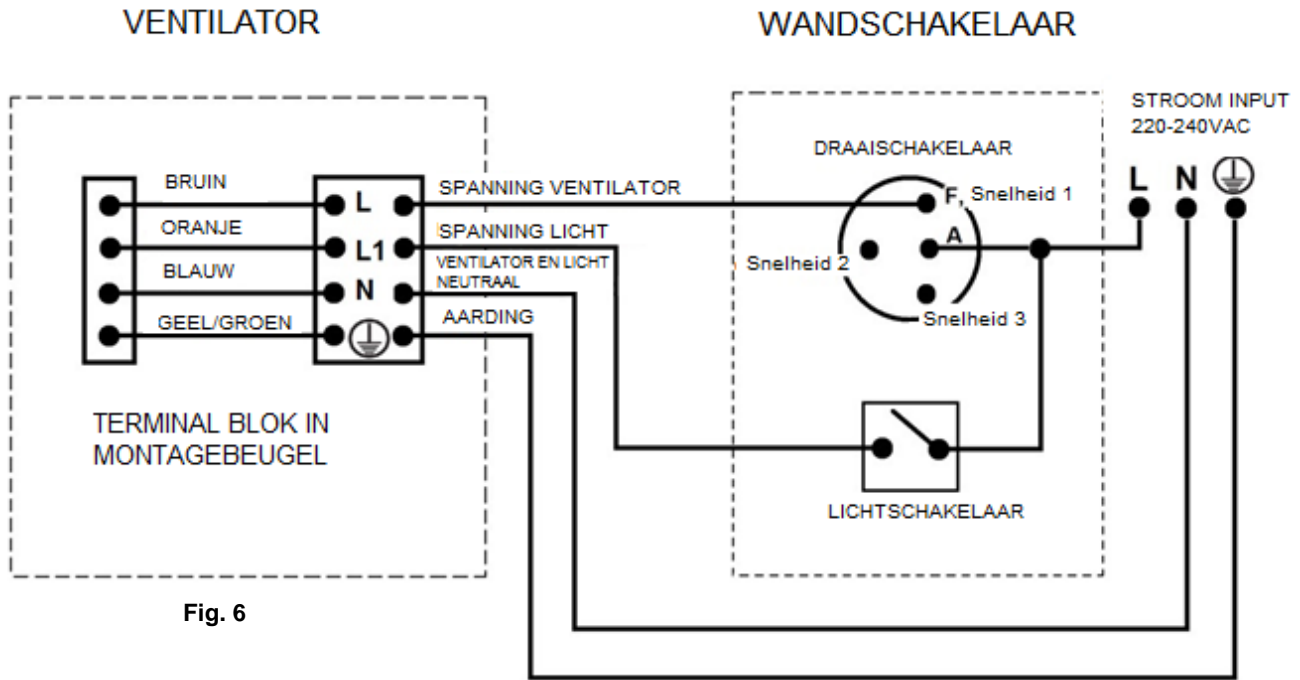 VENTILATOR
WANDSCHAKELAAR
STROOM INPUT
220-240VAC
DRAAISCHAKELAAR
BRUIN
L
SPANNING VENTILATOR
F, Snelheid 1
L N
ORANJE
L1
SPANNING LICHT
A
BLAUW
N
VENTILATOR EN LICHT
NEUTRAAL
Snelheid 2
GEEL/GROEN
AARDING
Snelheid 3
TERMINAL BLOK IN
MONTAGEBEUGEL
LICHTSCHAKELAAR
Fig. 6